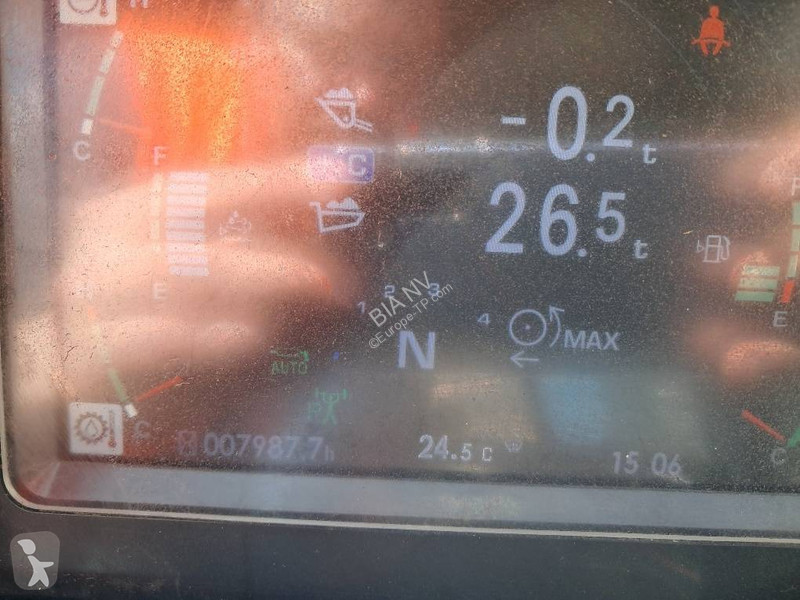 H
-0.2 t
C
F
C
26.5 t
F
E
1 2 3 4
E
BIA NV
©Europe-TP.com
N
MAX
AUTO
C
007987.7h
24.5 C
15 06
C